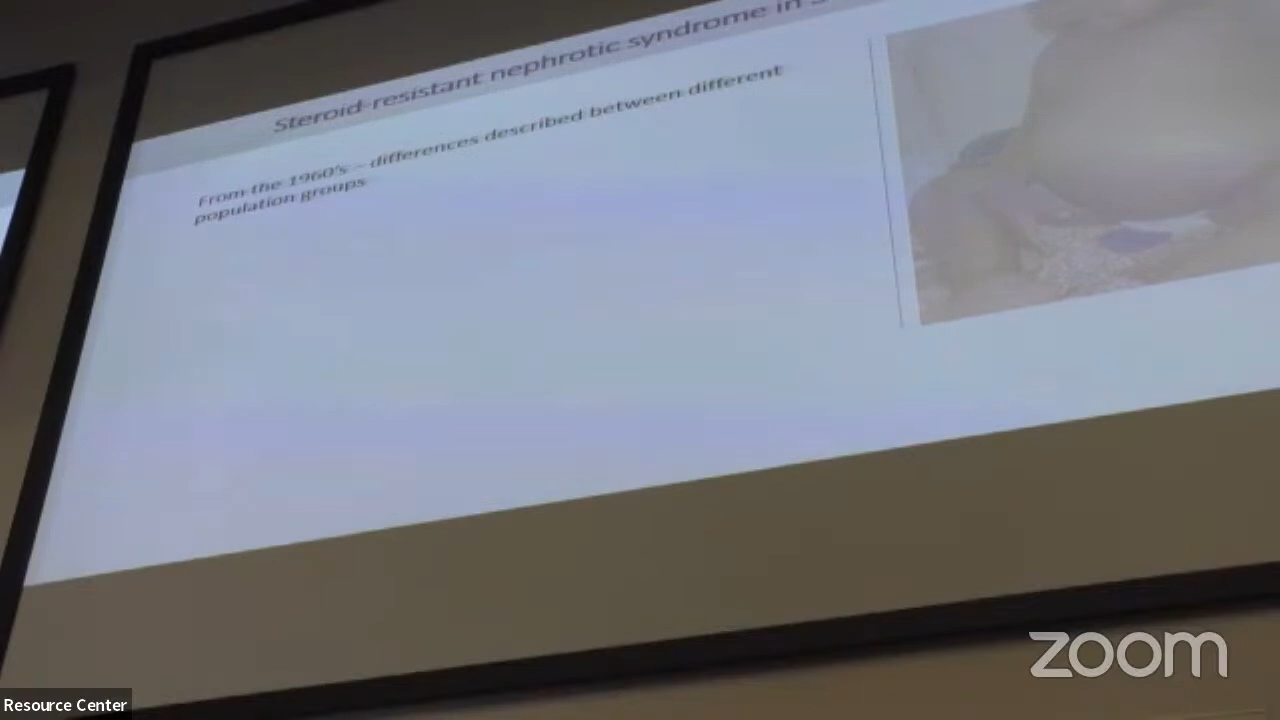 Steroid-resistant nephrotic syndrome in
From the 1960's – differences described between different
population groups
zoom
Resource Center